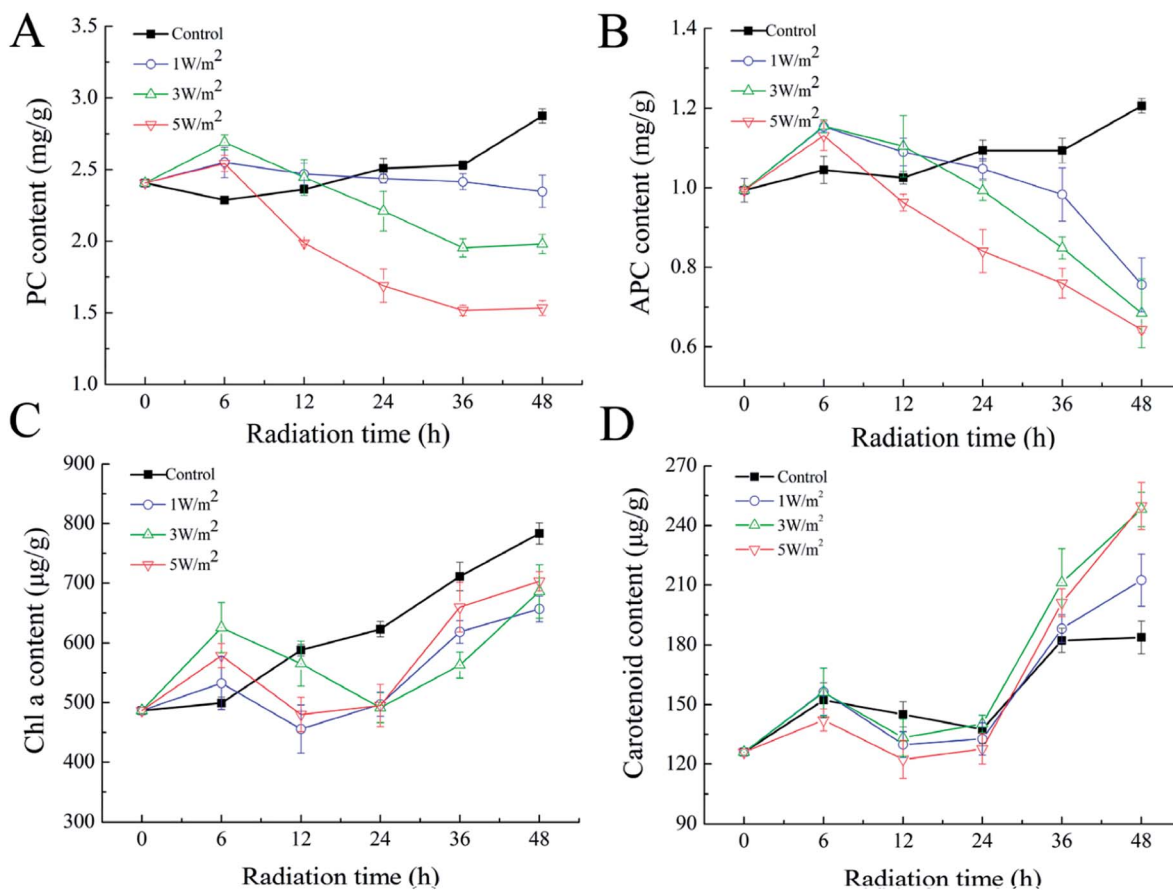 A
PC content (mg/g)
3.5
3.0
2.5
2.0
1.5
1.0
Control
1W/m²
3W/m²
5W/m²
0 6 12 24 36 48
Radiation time (h)
B
APC content (mg/g)
1.4
1.2
1.0
0.8
0.6
Control
1W/m²
3W/m²
5W/m²
0 6 12 24 36 48
Radiation time (h)
C
Chl a content (µg/g)
900
800
700
600
500
400
300
Control
1W/m²
3W/m²
5W/m²
0 6 12 24 36 48
Radiation time (h)
D
Carotenoid content (µg/g)
270
240
210
180
150
120
90
Control
1W/m²
3W/m²
5W/m²
0 6 12 24 36 48
Radiation time (h)